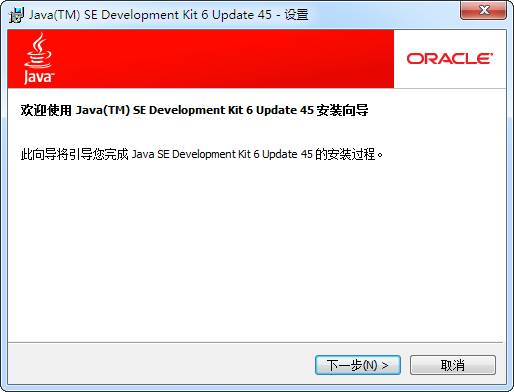 Java(TM) SE Development Kit 6 Update 45 - 设置
Java™
ORACLE®
欢迎使用 Java(TM) SE Development Kit 6 Update 45 安装向导
此向导将引导您完成 Java SE Development Kit 6 Update 45 的安装过程。
下一步(N) >
取消